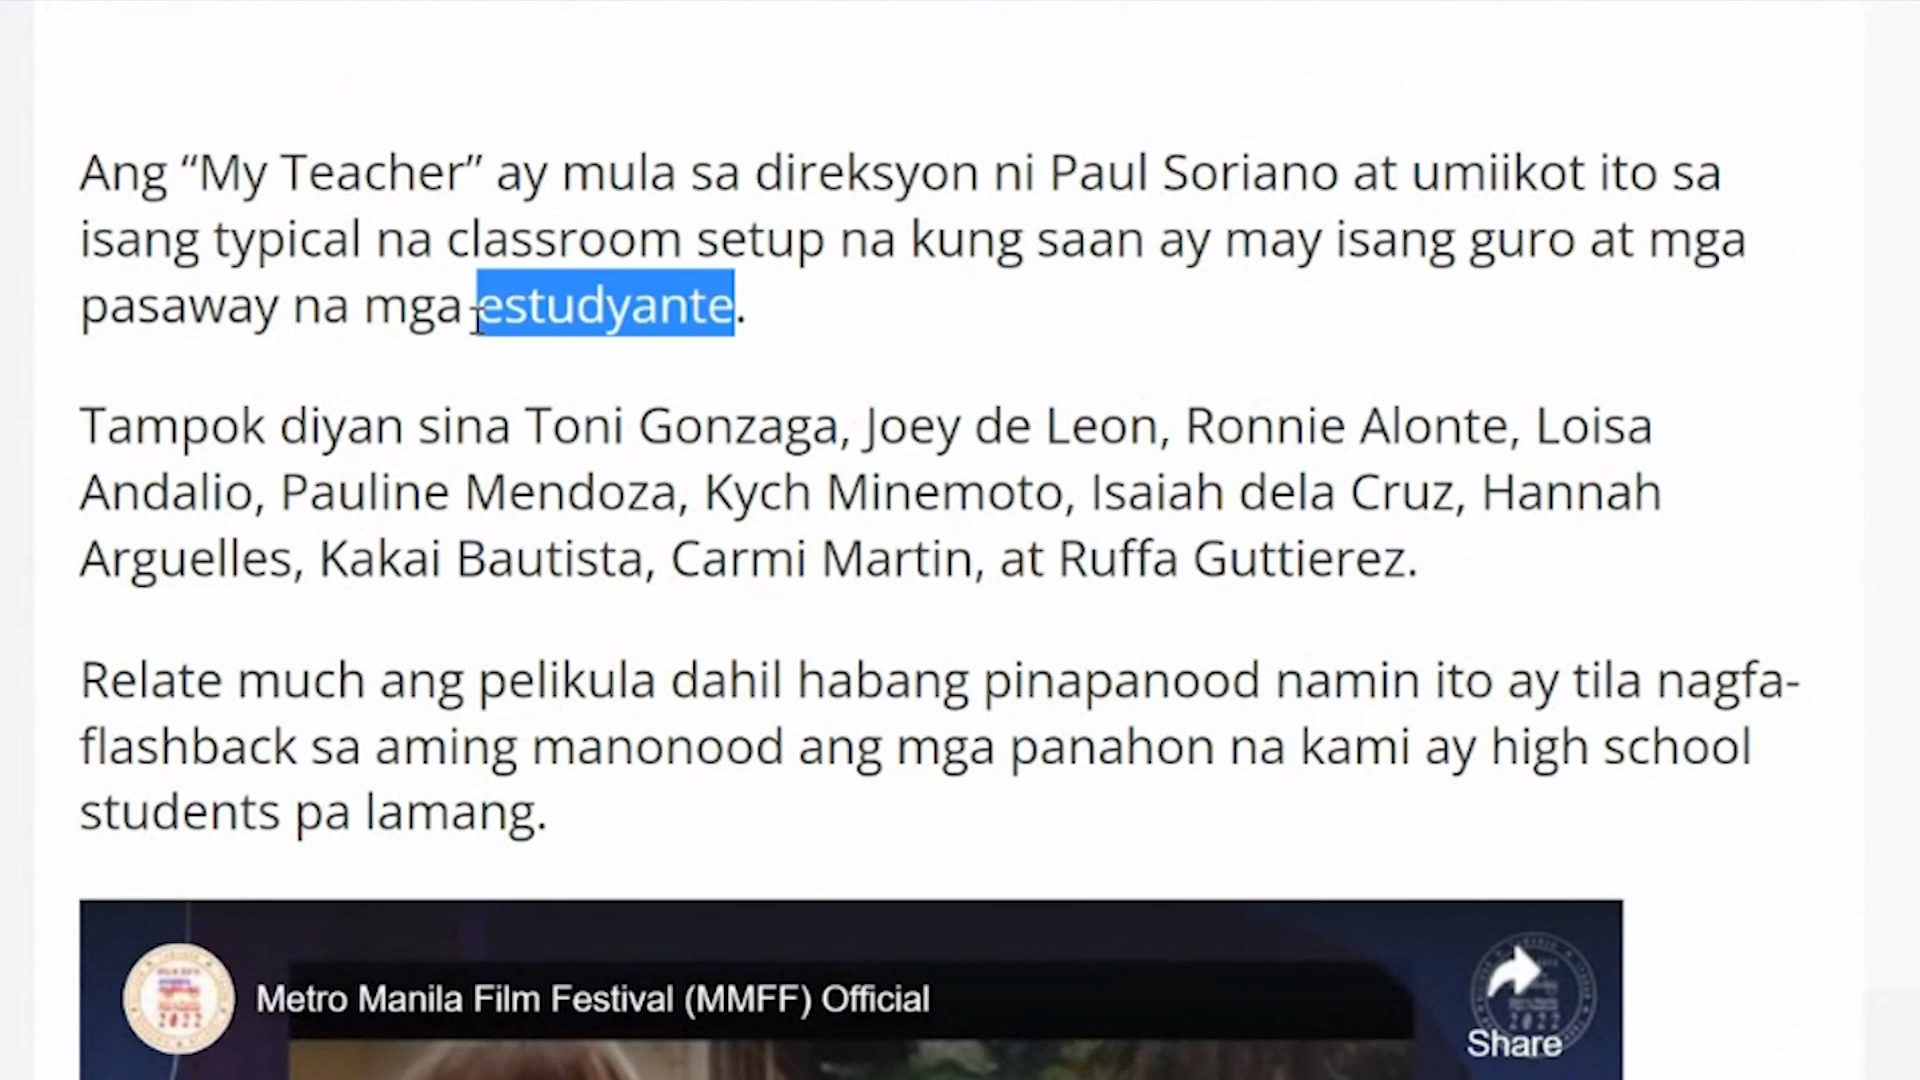 Ang “My Teacher” ay mula sa direksyon ni Paul Soriano at umiikot ito sa
isang typical na classroom setup na kung saan ay may isang guro at mga
pasaway na mga estudyante.
Tampok diyan sina Toni Gonzaga, Joey de Leon, Ronnie Alonte, Loisa
Andalio, Pauline Mendoza, Kych Minemoto, Isaiah dela Cruz, Hannah
Arguelles, Kakai Bautista, Carmi Martin, at Ruffa Guttierez.
Relate much ang pelikula dahil habang pinapanood namin ito ay tila nagfa-
flashback sa aming manonood ang mga panahon na kami ay high school
students pa lamang.
2022
Metro Manila Film Festival (MMFF) Official
2022
Share